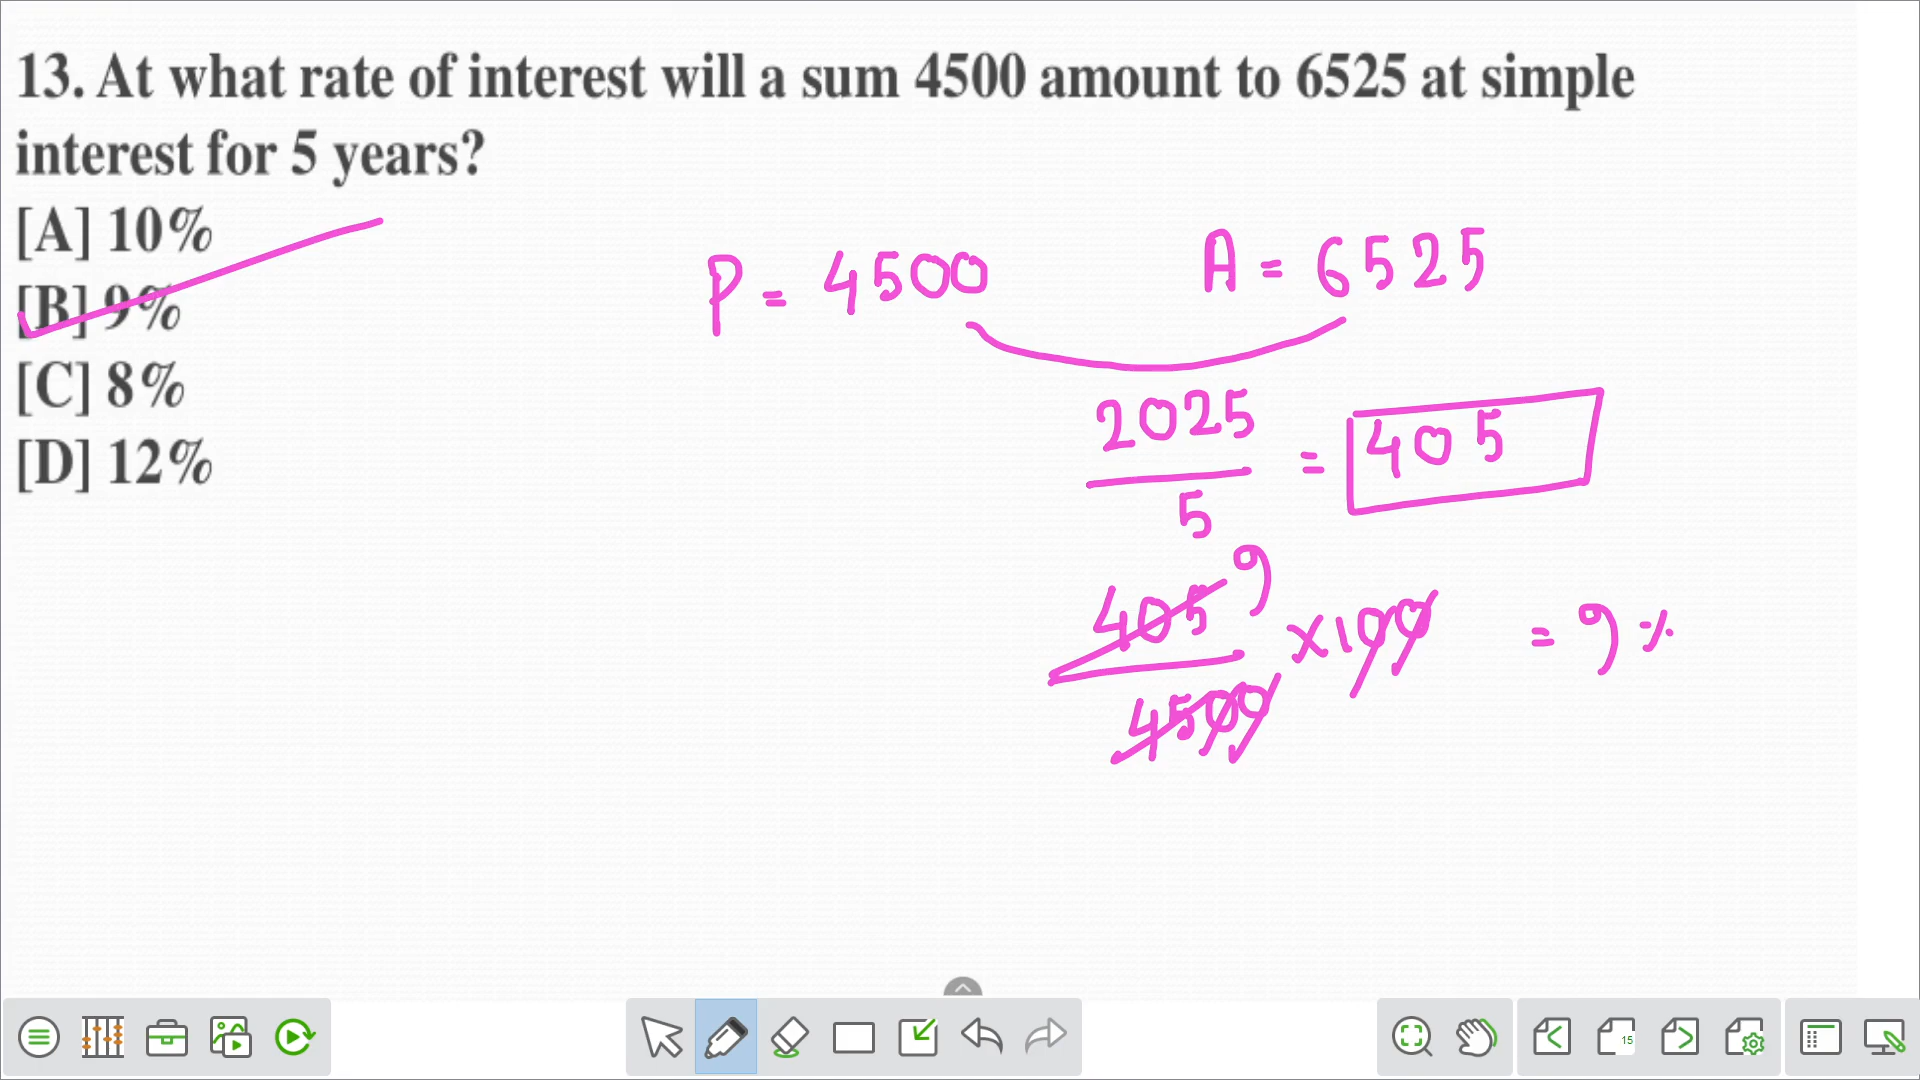 13. At what rate of interest will a sum 4500 amount to 6525 at simple
interest for 5 years?
[A] 10%
[B] 9%
[C] 8%
[D] 12%
P = 4500
A = 6525
2025
5
= 405
405 9
4500
×100
= 9%
15